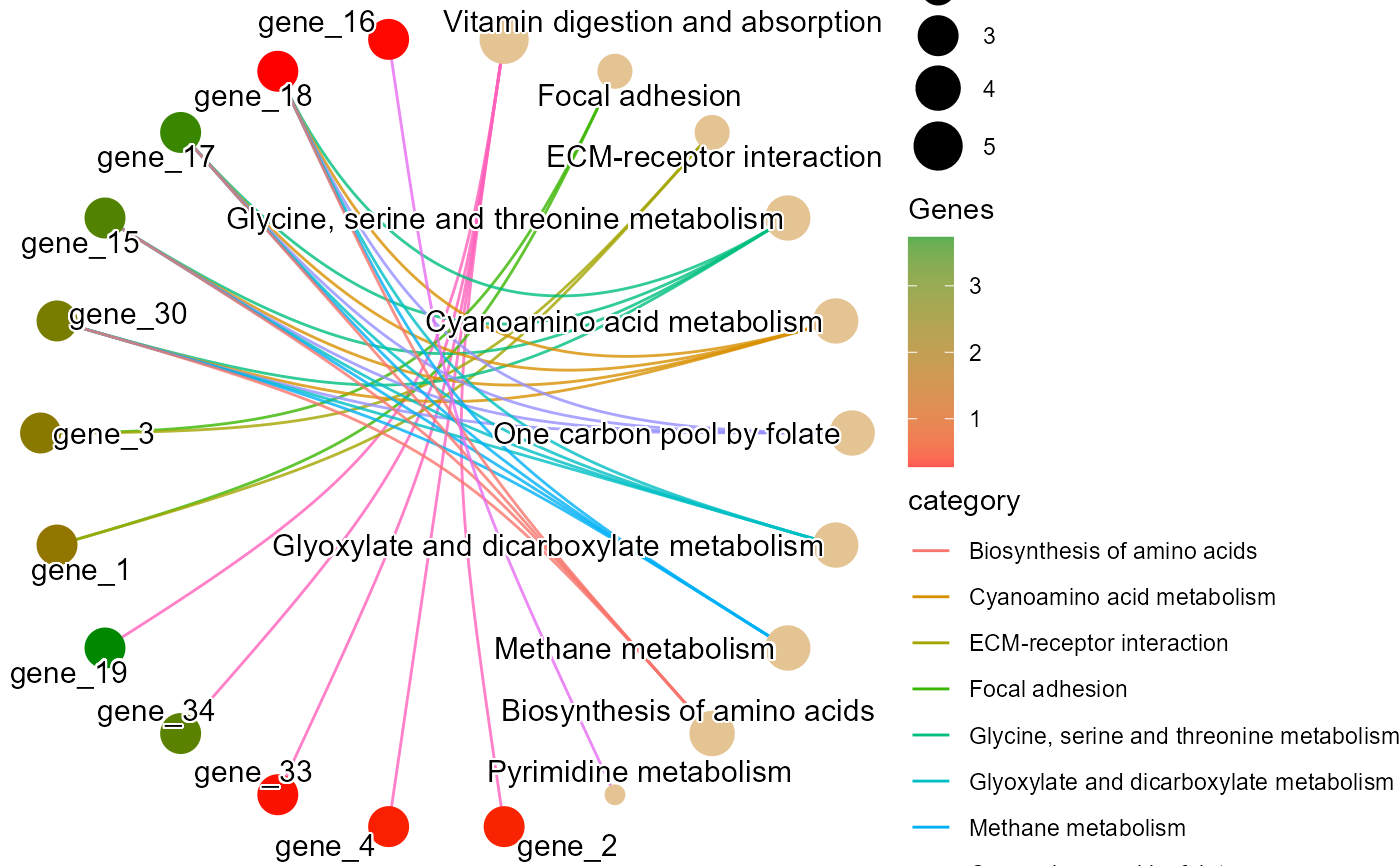 gene_16
Vitamin digestion and absorption
gene_18
Focal adhesion
gene_17
ECM-receptor interaction
gene_15
Glycine, serine and threonine metabolism
gene_30
Cyanoamino acid metabolism
gene_3
One carbon pool by folate
gene_1
Glyoxylate and dicarboxylate metabolism
gene_19
Methane metabolism
gene_34
Biosynthesis of amino acids
gene_33
Pyrimidine metabolism
gene_4
gene_2
3
4
5
Genes
3
2
1
category
Biosynthesis of amino acids
Cyanoamino acid metabolism
ECM-receptor interaction
Focal adhesion
Glycine, serine and threonine metabolism
Glyoxylate and dicarboxylate metabolism
Methane metabolism